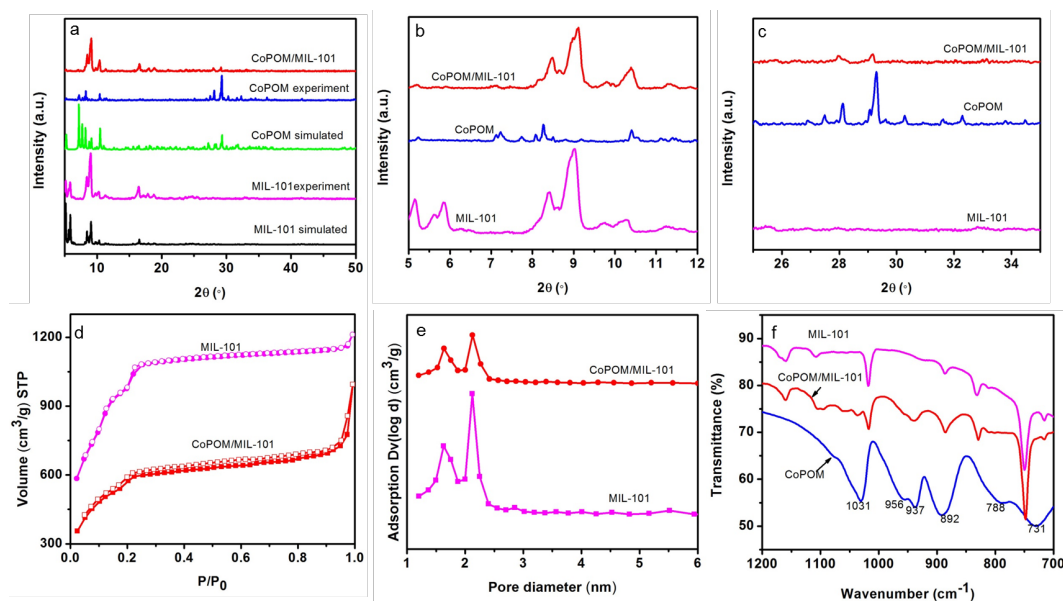 a
CoPOM/MIL-101
CoPOM experiment
CoPOM simulated
MIL-101experiment
MIL-101 simulated
Intensity (a.u.)
10 20 30 40 50
2θ (°)
b
CoPOM/MIL-101
CoPOM
MIL-101
Intensity (a.u.)
5 6 7 8 9 10 11 12
2θ (°)
c
CoPOM/MIL-101
CoPOM
MIL-101
Intensity (a.u.)
26 28 30 32 34
2θ (°)
d
MIL-101
CoPOM/MIL-101
Volume (cm³/g) STP
1200
900
600
300
0.0 0.2 0.4 0.6 0.8 1.0
P/P₀
e
CoPOM/MIL-101
MIL-101
Adsorption Dv(log d) (cm³/g)
1 2 3 4 5 6
Pore diameter (nm)
f
MIL-101
CoPOM/MIL-101
CoPOM
1031
956
937
892
788
731
Transmittance (%)
90
80
70
60
50
1200 1100 1000 900 800 700
Wavenumber (cm⁻¹)